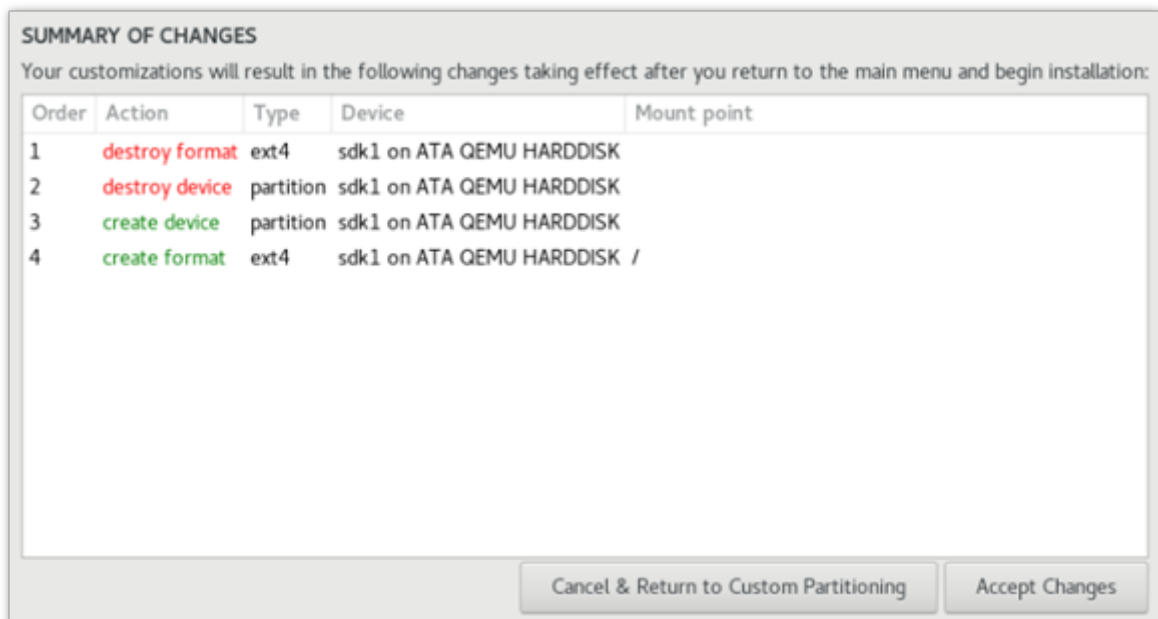 SUMMARY OF CHANGES
Your customizations will result in the following changes taking effect after you return to the main menu and begin installation:
Order Action Type Device Mount point
1 destroy format ext4 sdk1 on ATA QEMU HARDDISK
2 destroy device partition sdk1 on ATA QEMU HARDDISK
3 create device partition sdk1 on ATA QEMU HARDDISK
4 create format ext4 sdk1 on ATA QEMU HARDDISK /
Cancel & Return to Custom Partitioning Accept Changes